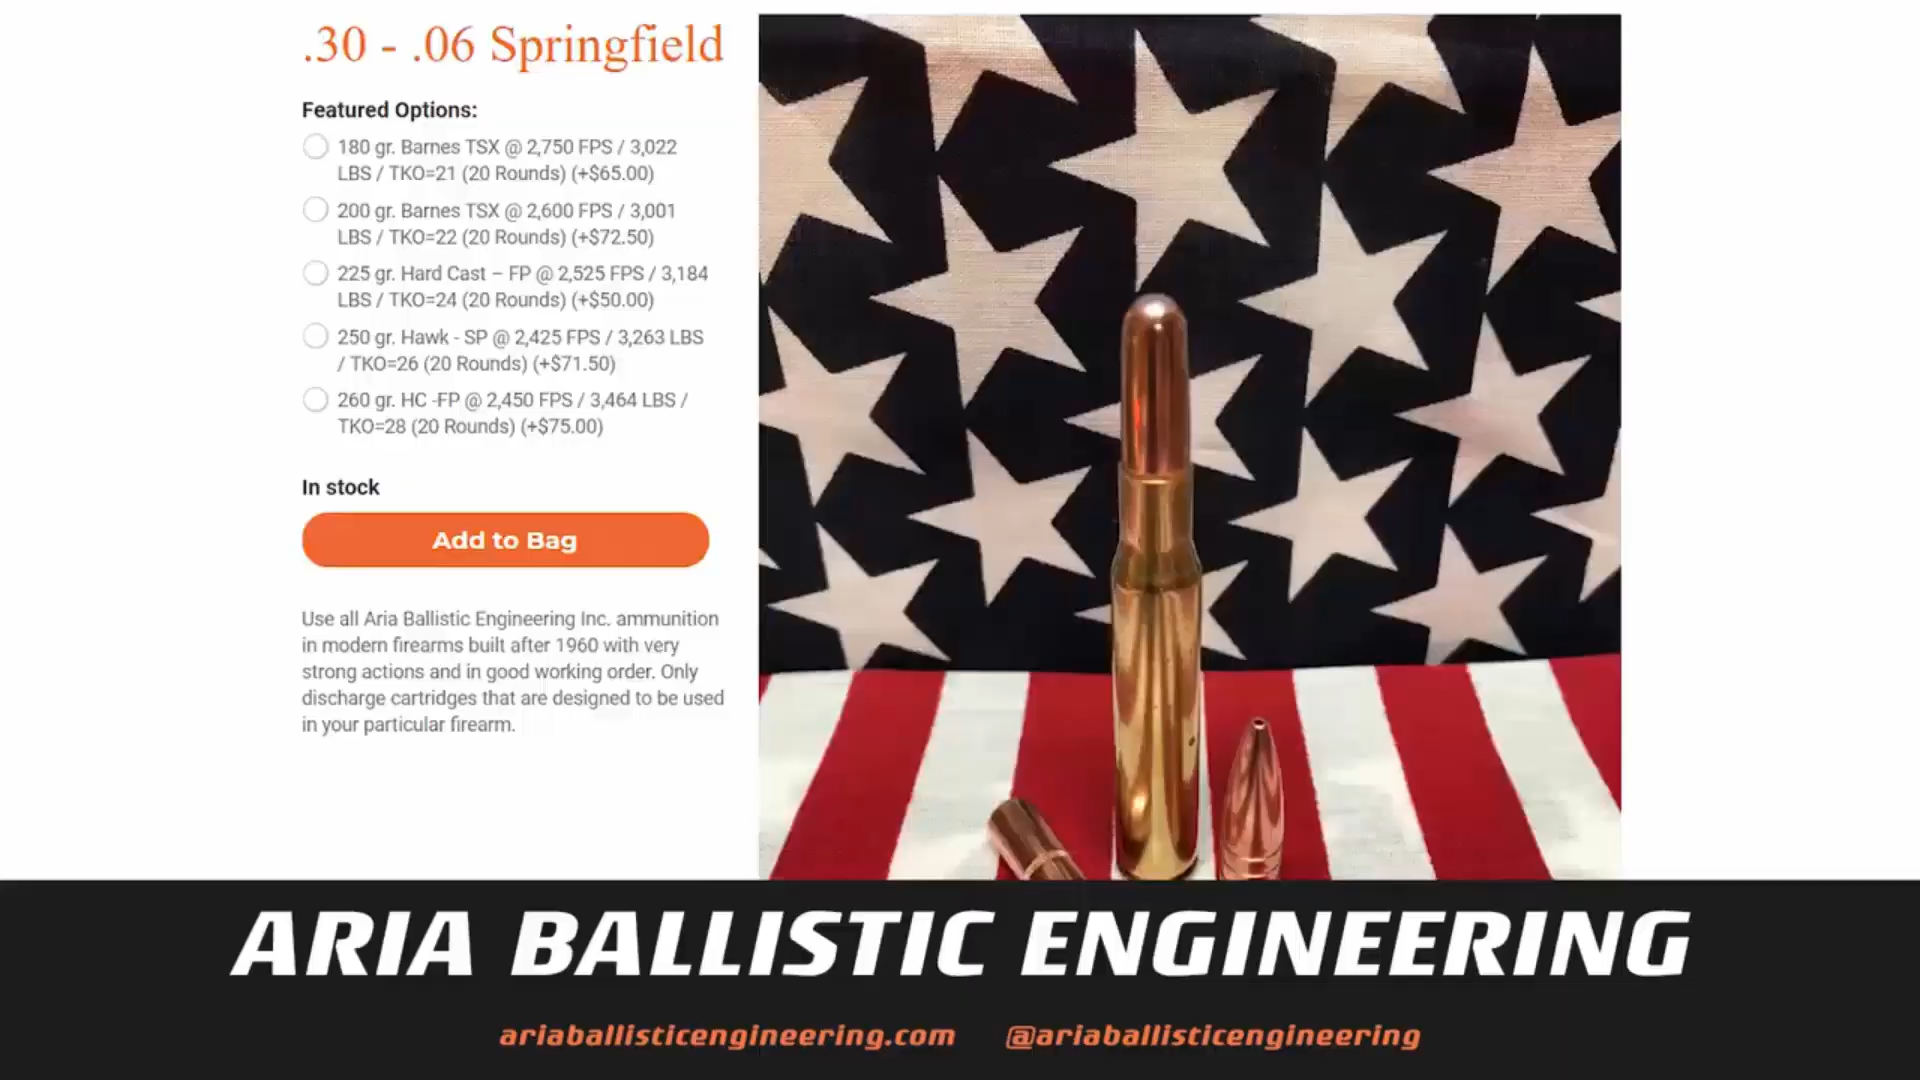 .30 - .06 Springfield
Featured Options:
180 gr. Barnes TSX @ 2,750 FPS / 3,022
LBS / TKO=21 (20 Rounds) (+$65.00)
200 gr. Barnes TSX @ 2,600 FPS / 3,001
LBS / TKO=22 (20 Rounds) (+$72.50)
225 gr. Hard Cast – FP @ 2,525 FPS / 3,184
LBS / TKO=24 (20 Rounds) (+$50.00)
250 gr. Hawk - SP @ 2,425 FPS / 3,263 LBS
/ TKO=26 (20 Rounds) (+$71.50)
260 gr. HC -FP @ 2,450 FPS / 3,464 LBS /
TKO=28 (20 Rounds) (+$75.00)
In stock
Add to Bag
Use all Aria Ballistic Engineering Inc. ammunition
in modern firearms built after 1960 with very
strong actions and in good working order. Only
discharge cartridges that are designed to be used
in your particular firearm.
ARIA BALLISTIC ENGINEERING
ariaballisticengineering.com @ariaballisticengineering